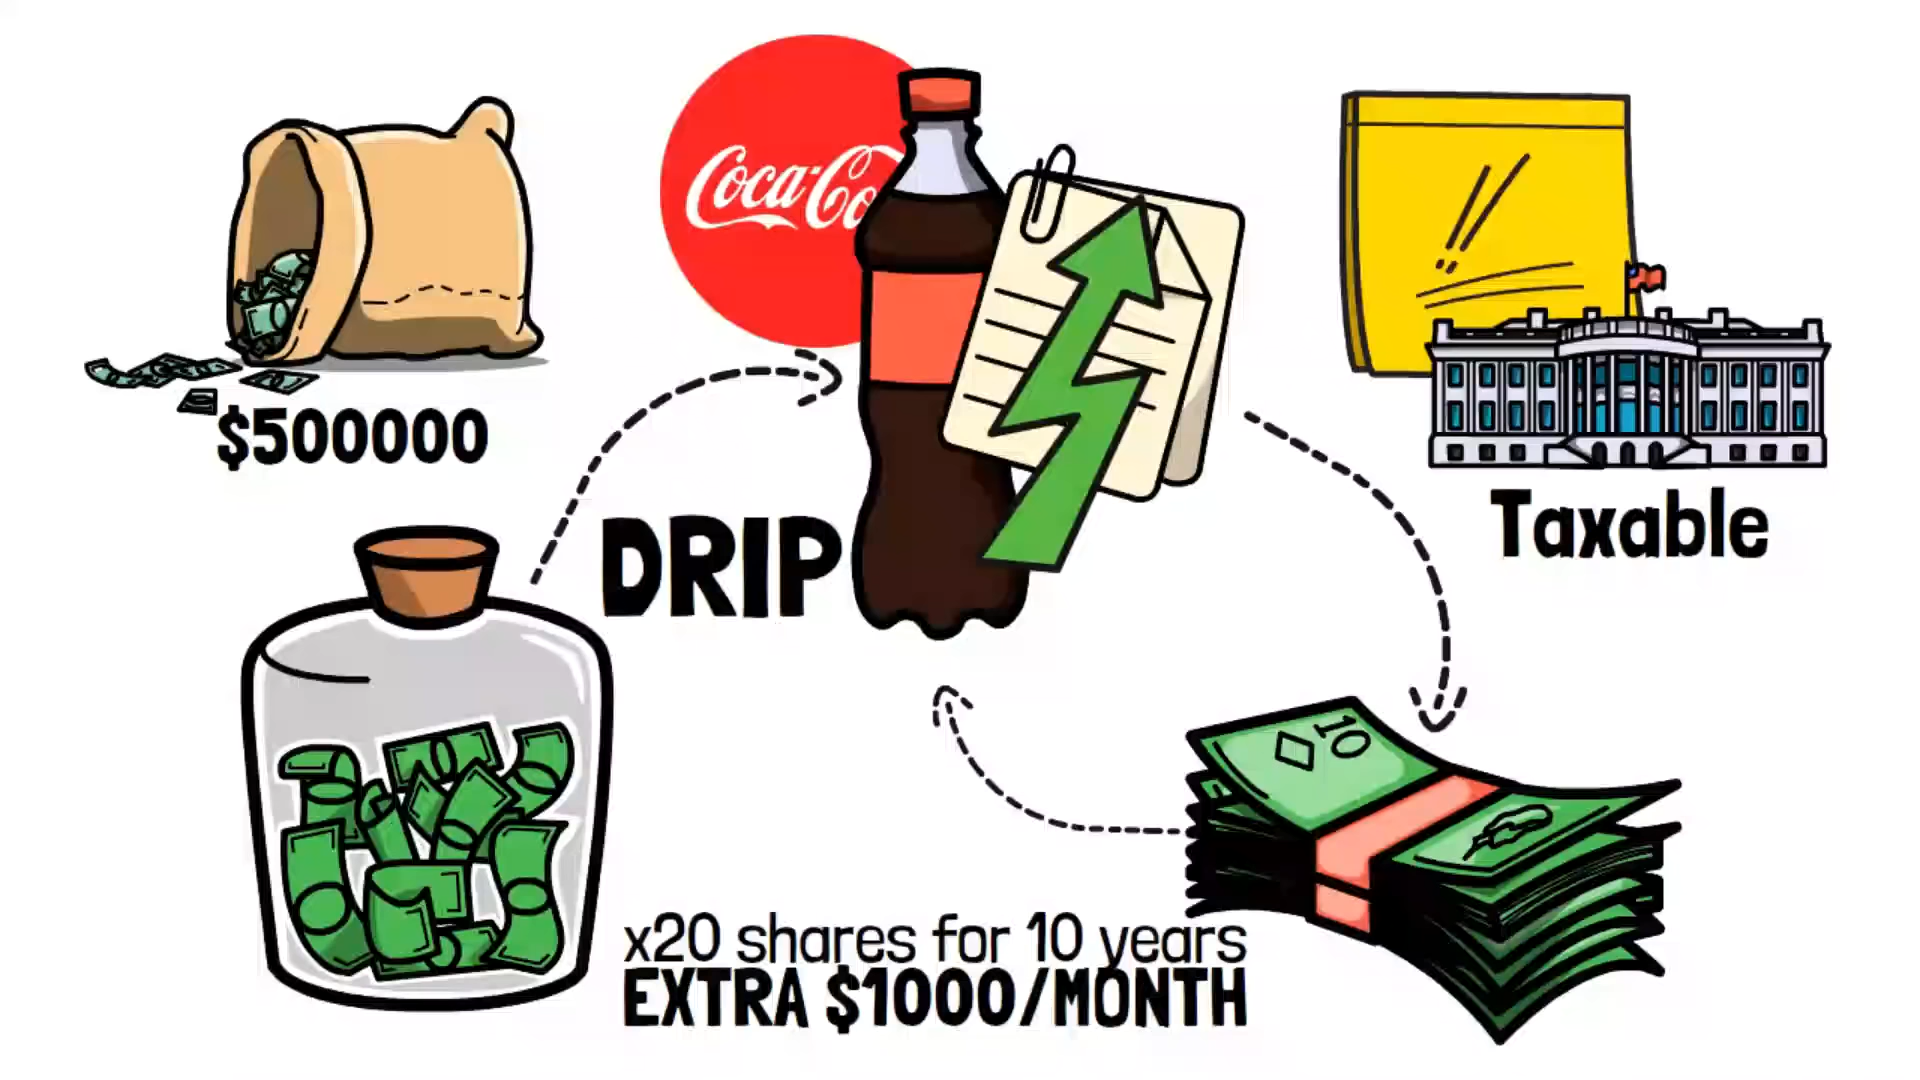 Coca-Co
$500000
DRIP
Taxable
10
x20 shares for 10 years
EXTRA $1000/MONTH